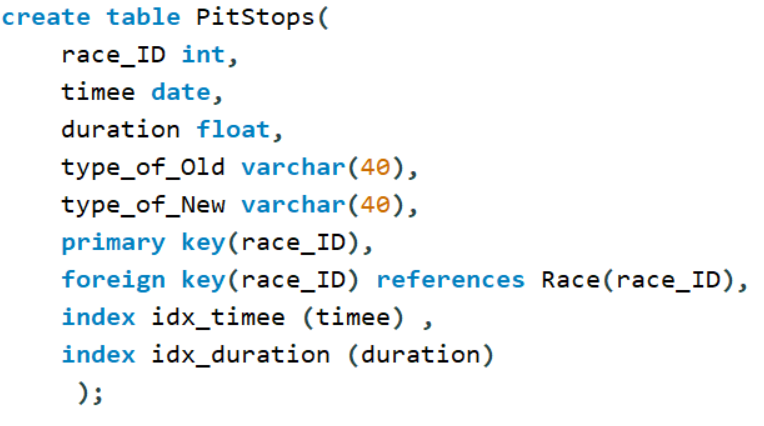 create table PitStops(
race_ID int,
timee date,
duration float,
type_of_Old varchar(40),
type_of_New varchar(40),
primary key(race_ID),
foreign key(race_ID) references Race(race_ID),
index idx_timee (timee) ,
index idx_duration (duration)
);